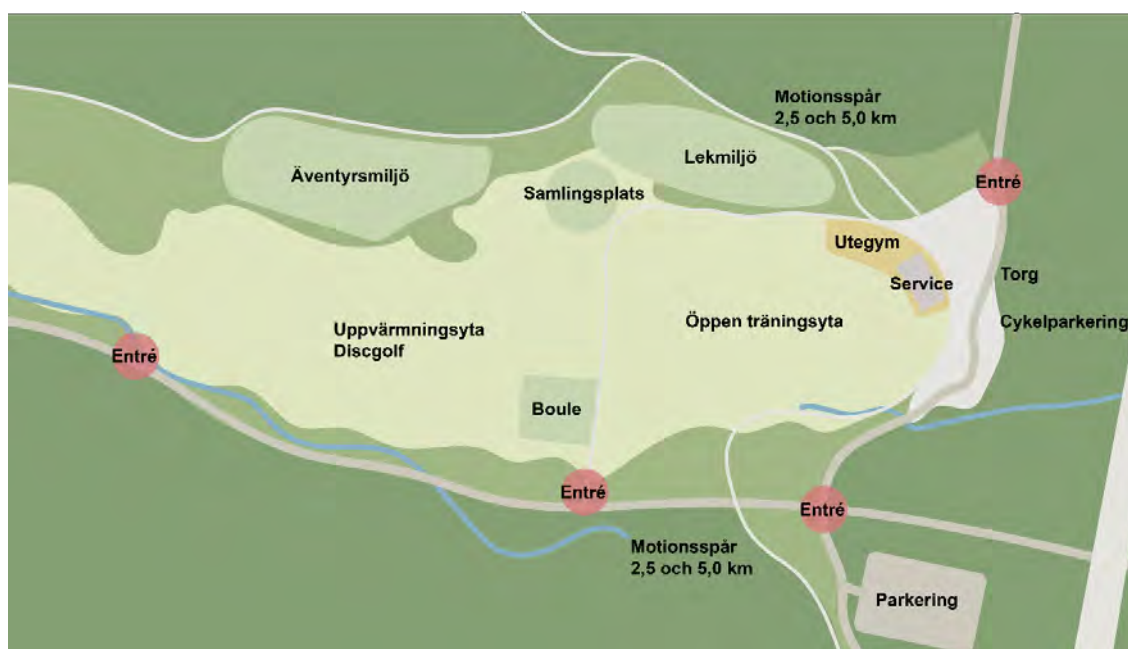 Motionsspår
2,5 och 5,0 km
Lekmiljö
Äventyrsmiljö
Samlingsplats
Entré
Utegym
Service
Torg
Uppvärmningsyta
Discgolf
Öppen träningsyta
Cykelparkering
Entré
Boule
Entré
Entré
Motionsspår
2,5 och 5,0 km
Parkering